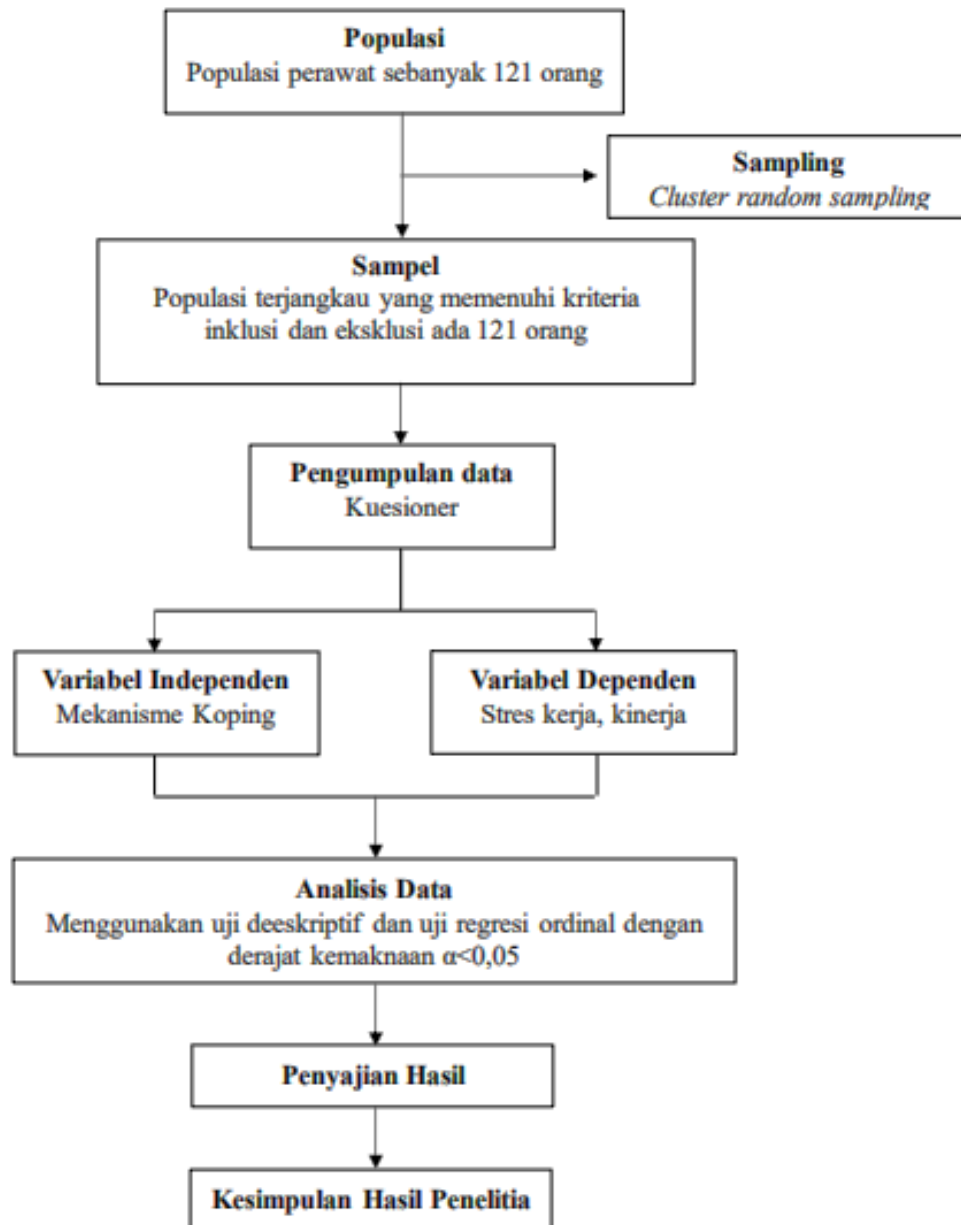 Populasi
Populasi perawat sebanyak 121 orang
Sampling
Cluster random sampling
Sampel
Populasi terjangkau yang memenuhi kriteria
inklusi dan eksklusi ada 121 orang
Pengumpulan data
Kuesioner
Variabel Independen
Mekanisme Koping
Variabel Dependen
Stres kerja, kinerja
Analisis Data
Menggunakan uji deeskriptif dan uji regresi ordinal dengan
derajat kemaknaan α<0,05
Penyajian Hasil
Kesimpulan Hasil Penelitia